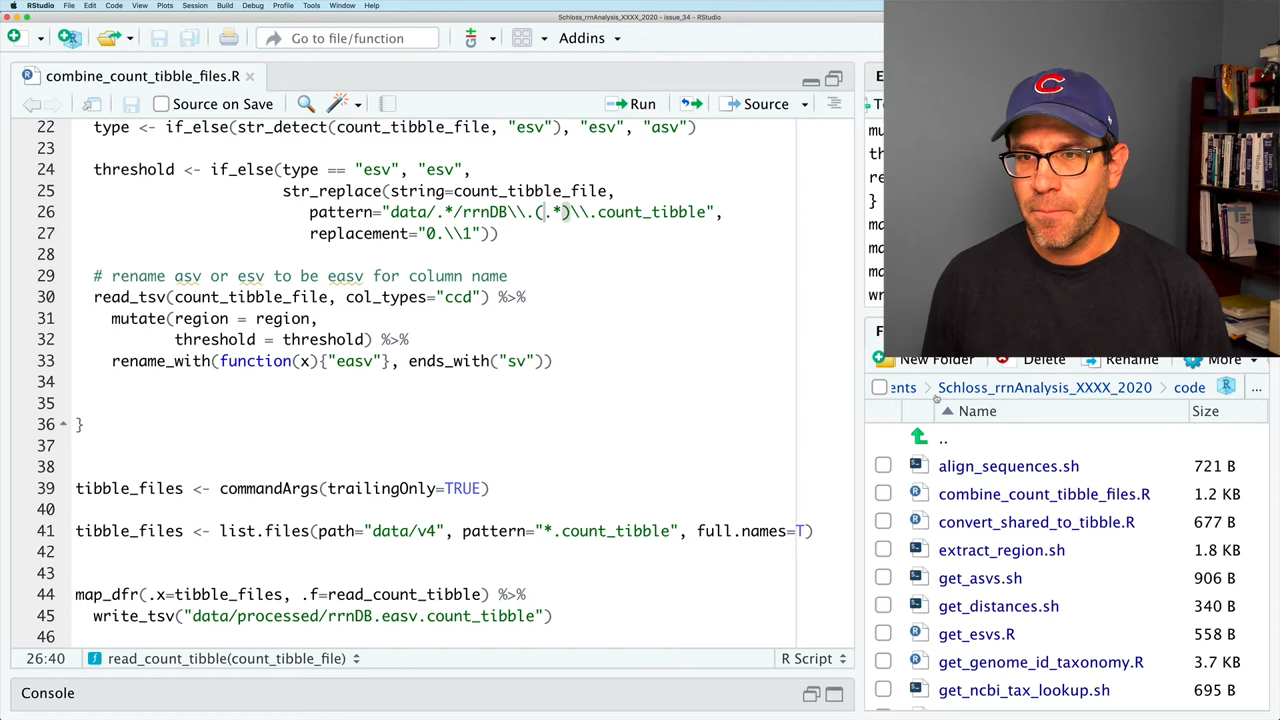 RStudio File Edit Code View Plots Session Build Debug Profile Tools Window Help
Schloss_rrnAnalysis_XXXX_2020 - issue_34 - RStudio
Go to file/function Addins
combine_count_tibble_files.R
Source on Save Run Source
22 type <- if_else(str_detect(count_tibble_file, "esv"), "esv", "asv")
23
24 threshold <- if_else(type == "esv", "esv",
25 str_replace(string=count_tibble_file,
26 pattern="data/.*/rrnDB\\.(.*)\\.count_tibble",
27 replacement="0.\\1"))
28
29 # rename asv or esv to be easv for column name
30 read_tsv(count_tibble_file, col_types="ccd") %>%
31 mutate(region = region,
32 threshold = threshold) %>%
33 rename_with(function(x){"easv"}, ends_with("sv"))
34
35
36 }
37
38
39 tibble_files <- commandArgs(trailingOnly=TRUE)
40
41 tibble_files <- list.files(path="data/v4", pattern="*.count_tibble", full.names=T)
42
43
44 map_dfr(.x=tibble_files, .f=read_count_tibble) %>%
45 write_tsv("data/processed/rrnDB.easv.count_tibble")
46
26:40 read_count_tibble(count_tibble_file) R Script
Console
mu
th
re
}
ma
ma
ma
wr
New Folder Delete Rename More
ents Schloss_rrnAnalysis_XXXX_2020 code ...
Name Size
..
align_sequences.sh 721 B
combine_count_tibble_files.R 1.2 KB
convert_shared_to_tibble.R 677 B
extract_region.sh 1.8 KB
get_asvs.sh 906 B
get_distances.sh 340 B
get_esvs.R 558 B
get_genome_id_taxonomy.R 3.7 KB
get_ncbi_tax_lookup.sh 695 B